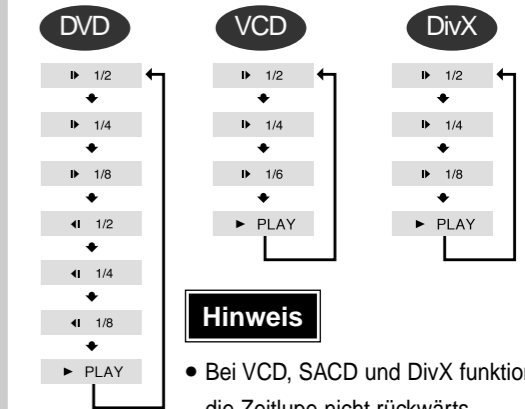 DVD
I▶ 1/2
I▶ 1/4
I▶ 1/8
◀I 1/2
◀I 1/4
◀I 1/8
► PLAY
VCD
I▶ 1/2
I▶ 1/4
I▶ 1/6
► PLAY
DivX
I▶ 1/2
I▶ 1/4
I▶ 1/8
► PLAY
Hinweis
• Bei VCD, SACD und DivX funktion
die Zeitlupe nicht rückwärts